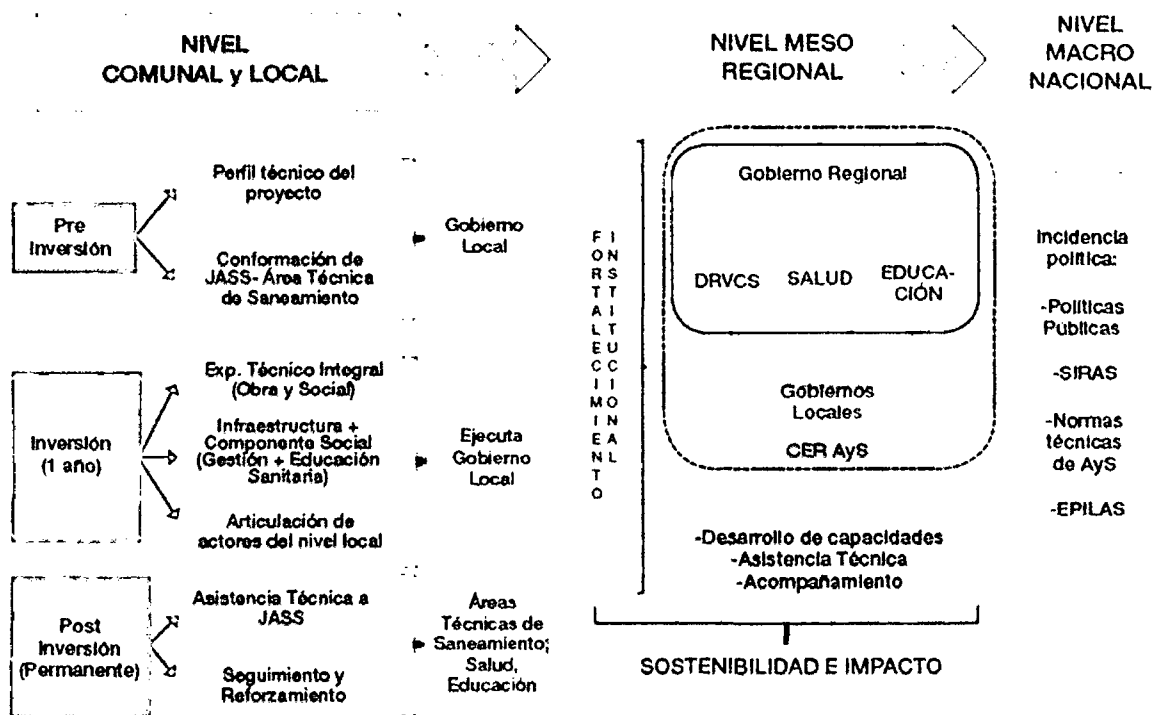 NIVEL
COMUNAL y LOCAL
NIVEL MESO
REGIONAL
NIVEL
MACRO
NACIONAL
Pre
Inversión
Perfil técnico del
proyecto
Conformación de
JASS- Área Técnica
de Saneamiento
Gobierno
Local
Inversión
(1 año)
Exp. Técnico Integral
(Obra y Social)
Infraestructura +
Componente Social
(Gestión + Educación
Sanitaria)
Articulación de
actores del nivel local
Ejecuta
Gobierno
Local
Post
Inversión
(Permanente)
Asistencia Técnica a
JASS
Seguimiento y
Reforzamiento
Áreas
Técnicas de
Saneamiento;
Salud,
Educación
FORTALECIMIENTO
INSTITUCIONAL
Gobierno Regional
DRVCS
SALUD
EDUCA-
CIÓN
Gobiernos
Locales
CER AyS
-Desarrollo de capacidades
-Asistencia Técnica
-Acompañamiento
SOSTENIBILIDAD E IMPACTO
Incidencia
política:
-Políticas
Públicas
-SIRAS
-Normas
técnicas
de AyS
-EPILAS